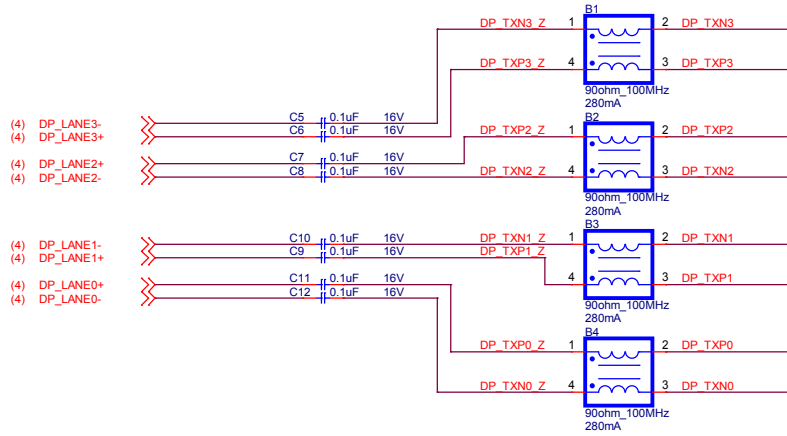 B1
DP_TXN3_Z 1 2 DP_TXN3
DP_TXP3_Z 4 3 DP_TXP3
90ohm_100MHz
280mA
(4) DP_LANE3- C5 0.1uF 16V
(4) DP_LANE3+ C6 0.1uF 16V
B2
DP_TXP2_Z 1 2 DP_TXP2
(4) DP_LANE2+ C7 0.1uF 16V
(4) DP_LANE2- C8 0.1uF 16V DP_TXN2_Z 4 3 DP_TXN2
90ohm_100MHz
280mA
B3
(4) DP_LANE1- C10 0.1uF 16V DP_TXN1_Z 1 2 DP_TXN1
(4) DP_LANE1+ C9 0.1uF 16V DP_TXP1_Z
4 3 DP_TXP1
(4) DP_LANE0+ C11 0.1uF 16V
(4) DP_LANE0- C12 0.1uF 16V
90ohm_100MHz
280mA
B4
DP_TXP0_Z 1 2 DP_TXP0
DP_TXN0_Z 4 3 DP_TXN0
90ohm_100MHz
280mA